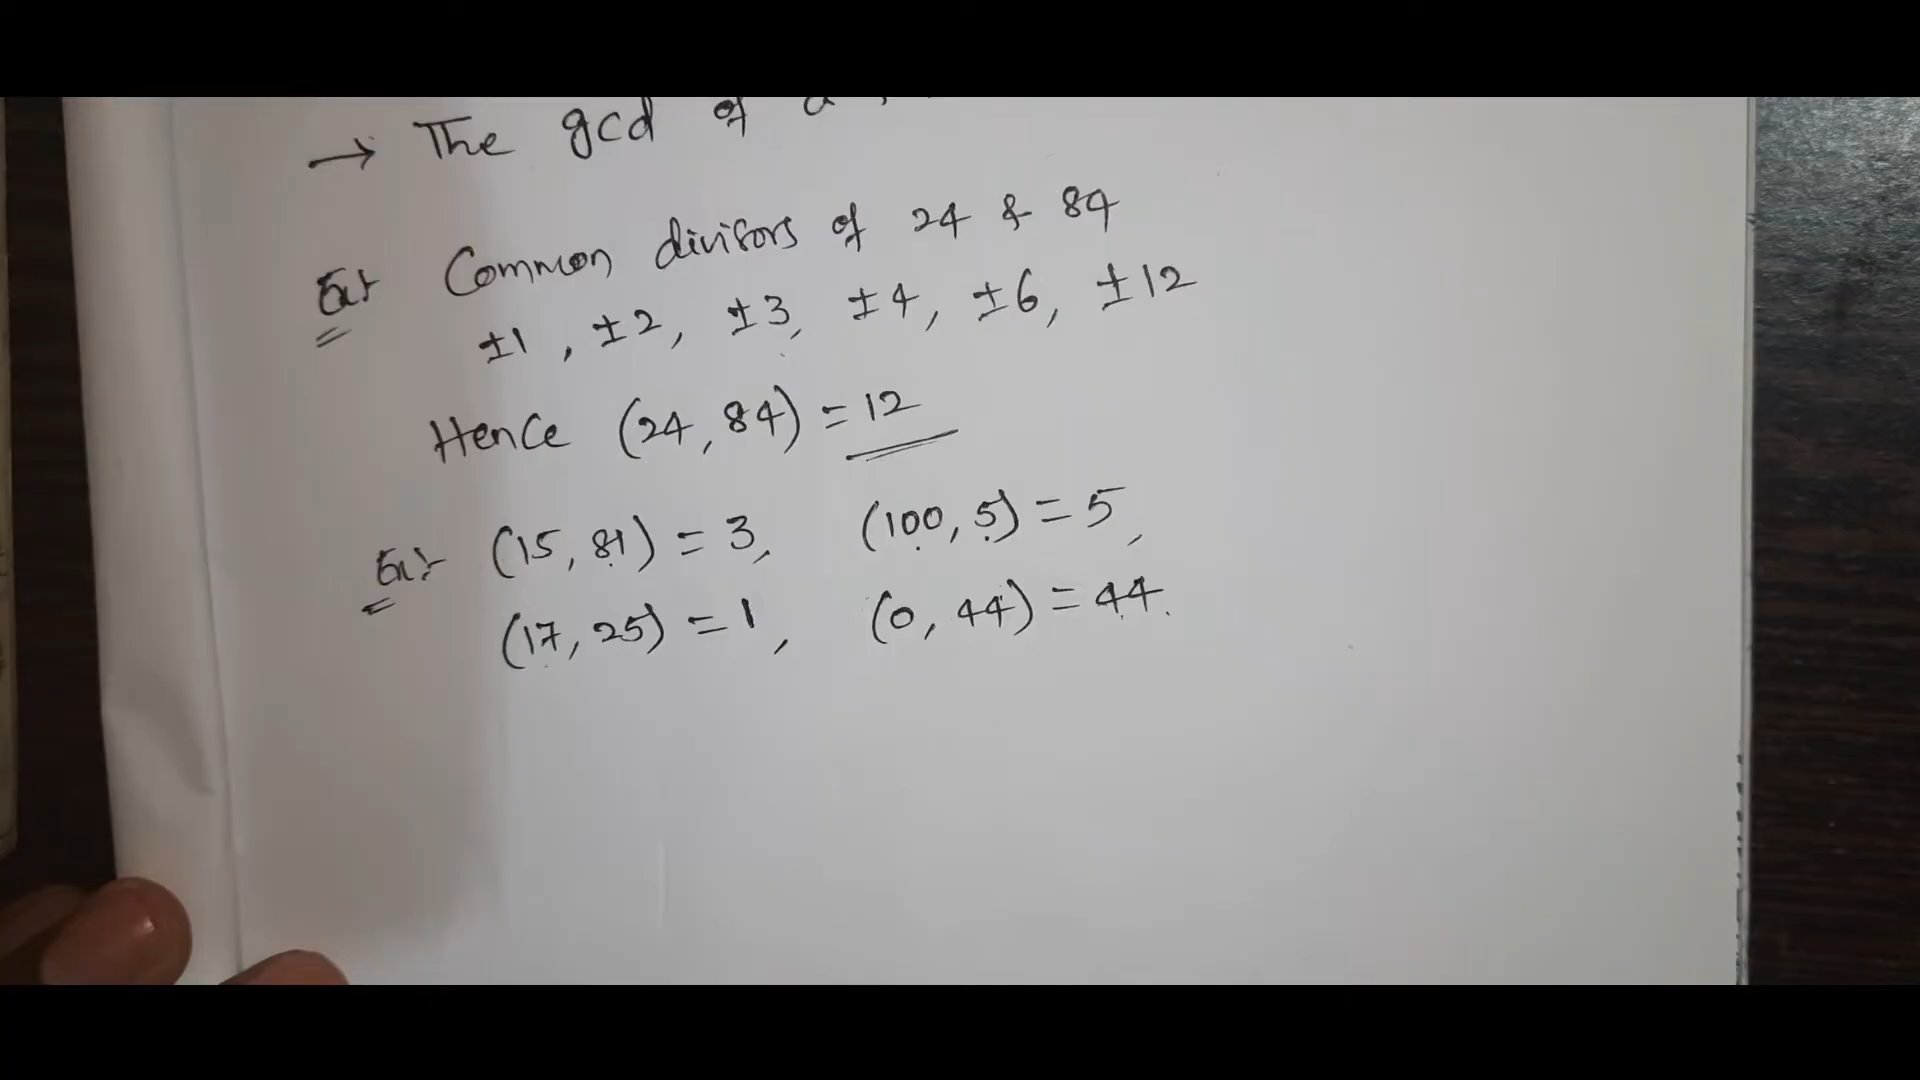 → The gcd of a,
Ex:- Common divisors of 24 & 84
±1, ±2, ±3, ±4, ±6, ±12
Hence (24, 84) = 12
Ex:- (15, 81) = 3, (100, 5) = 5,
(17, 25) = 1, (0, 44) = 44.